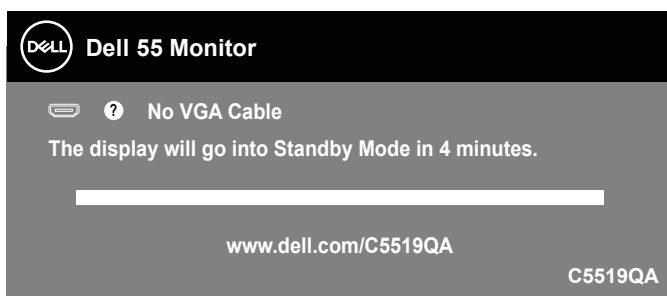 DELL Dell 55 Monitor
? No VGA Cable
The display will go into Standby Mode in 4 minutes.
www.dell.com/C5519QA
C5519QA